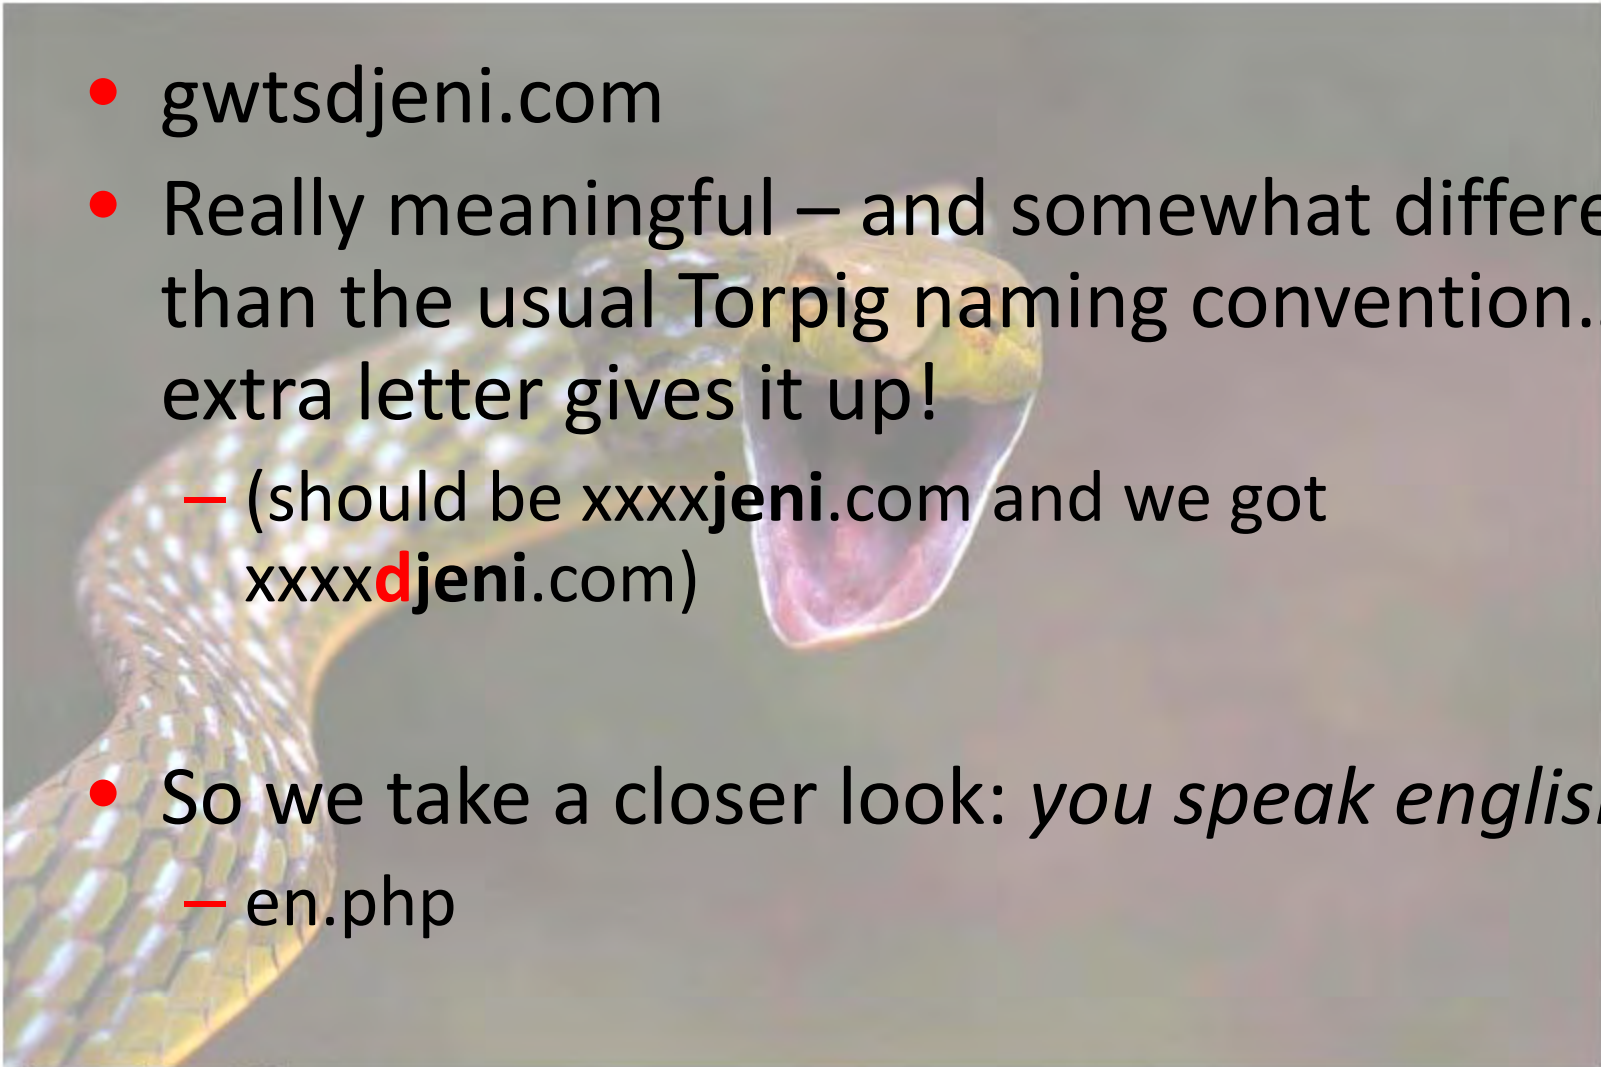 • gwtsdjeni.com
• Really meaningful – and somewhat differe
than the usual Torpig naming convention..
extra letter gives it up!
– (should be xxxxjeni.com and we got
xxxxdjeni.com)
• So we take a closer look: you speak englis
– en.php